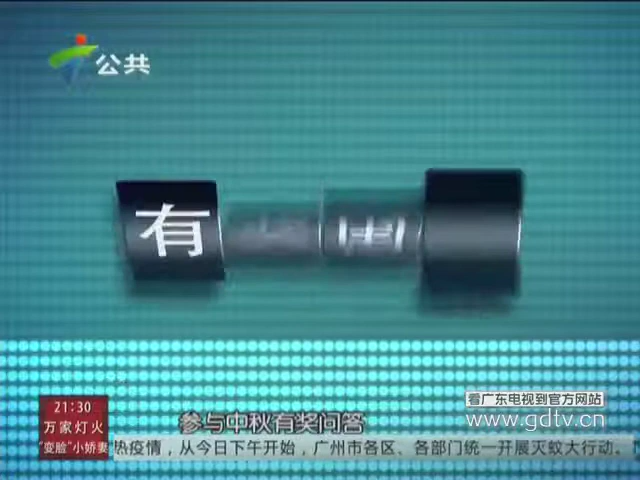 公共
有
21:30
万家灯火
"变脸"小娇妻
看广东电视到官方网站
www.gdtv.cn
参与中秋有奖问答
热疫情，从今日下午开始，广州市各区、各部门统一开展灭蚊大行动。